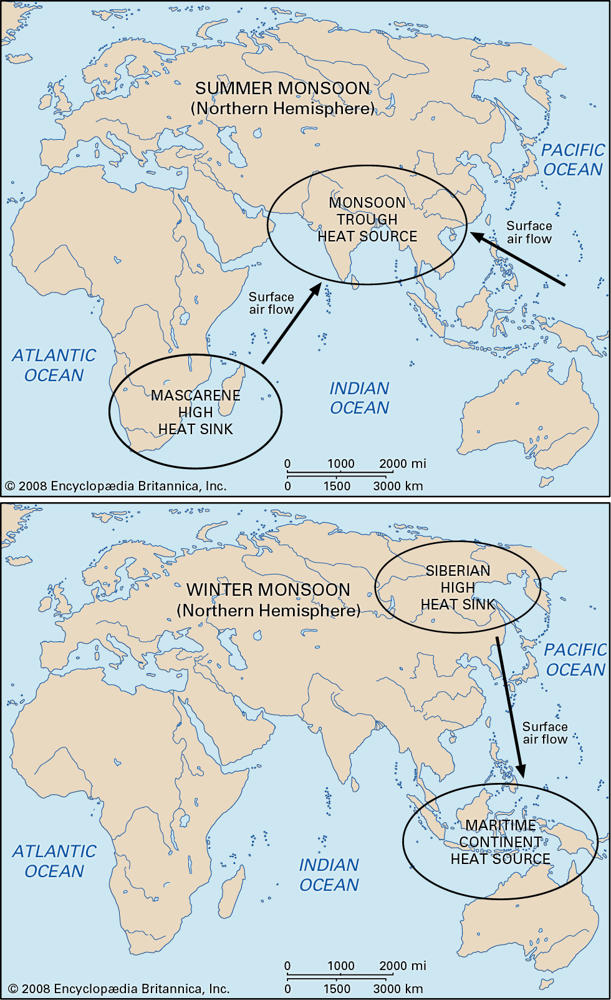 SUMMER MONSOON
(Northern Hemisphere)
PACIFIC
OCEAN
MONSOON
TROUGH
HEAT SOURCE
Surface
air flow
Surface
air flow
ATLANTIC
OCEAN
INDIAN
OCEAN
MASCARENE
HIGH
HEAT SINK
0 1000 2000 mi
0 1500 3000 km
© 2008 Encyclopædia Britannica, Inc.
SIBERIAN
HIGH
HEAT SINK
WINTER MONSOON
(Northern Hemisphere)
PACIFIC
OCEAN
Surface
air flow
MARITIME
CONTINENT
HEAT SOURCE
ATLANTIC
OCEAN
INDIAN
OCEAN
0 1000 2000 mi
0 1500 3000 km
© 2008 Encyclopædia Britannica, Inc.